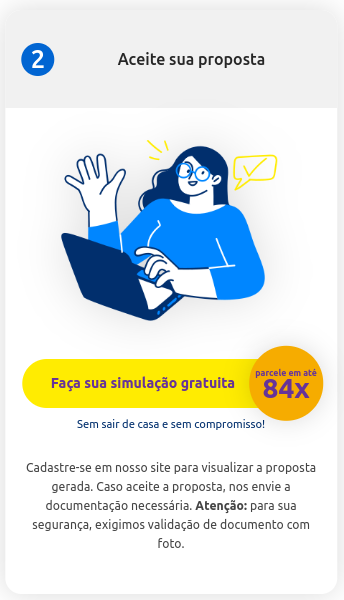 2
Aceite sua proposta
Faça sua simulação gratuita
parcele em até
84x
Sem sair de casa e sem compromisso!
Cadastre-se em nosso site para visualizar a proposta
gerada. Caso aceite a proposta, nos envie a
documentação necessária. Atenção: para sua
segurança, exigimos validação de documento com
foto.